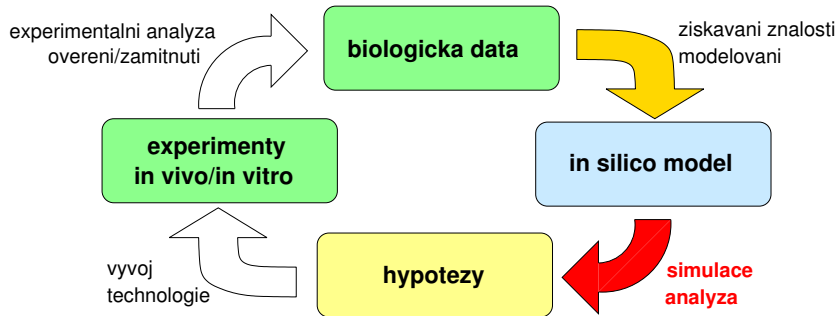 experimentalni analyza
overeni/zamitnuti
biologicka data
ziskavani znalosti
modelovani
experimenty
in vivo/in vitro
in silico model
vyvoj
technologie
hypotezy
simulace
analyza